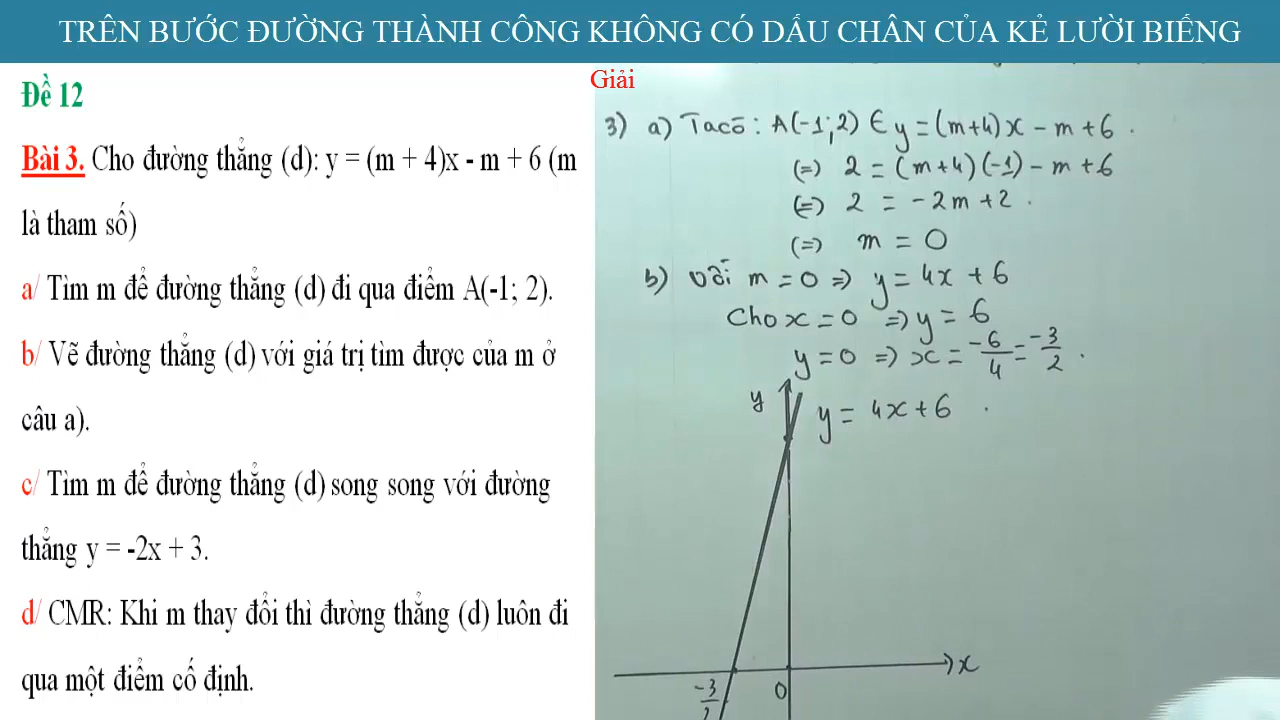 TRÊN BƯỚC ĐƯỜNG THÀNH CÔNG KHÔNG CÓ DẤU CHÂN CỦA KẺ LƯỜI BIẾNG
Đề 12
Bài 3. Cho đường thẳng (d): y = (m + 4)x - m + 6 (m
là tham số)
a/ Tìm m để đường thẳng (d) đi qua điểm A(-1; 2).
b/ Vẽ đường thẳng (d) với giá trị tìm được của m ở
câu a).
c/ Tìm m để đường thẳng (d) song song với đường
thẳng y = -2x + 3.
d/ CMR: Khi m thay đổi thì đường thẳng (d) luôn đi
qua một điểm cố định.
Giải
3) a) Ta có : A(-1;2) ∈ y = (m+4)x - m + 6 .
(=) 2 = (m+4)(-1) - m + 6
(=) 2 = -2m + 2 .
(=) m = 0
b) Với m = 0 => y = 4x + 6
Cho x = 0 => y = 6
y = 0 => x = -6/4 = -3/2 .
y
y = 4x + 6
x
-3/2
0